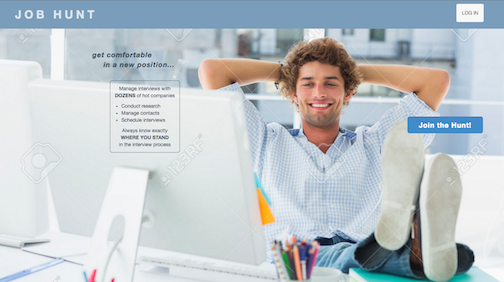 JOB HUNT
LOG IN
get comfortable
in a new position...
Manage interviews with
DOZENS of hot companies
Conduct research
Manage contacts
Schedule interviews
Always know exactly
WHERE YOU STAND
in the interview process
Join the Hunt!
123RF